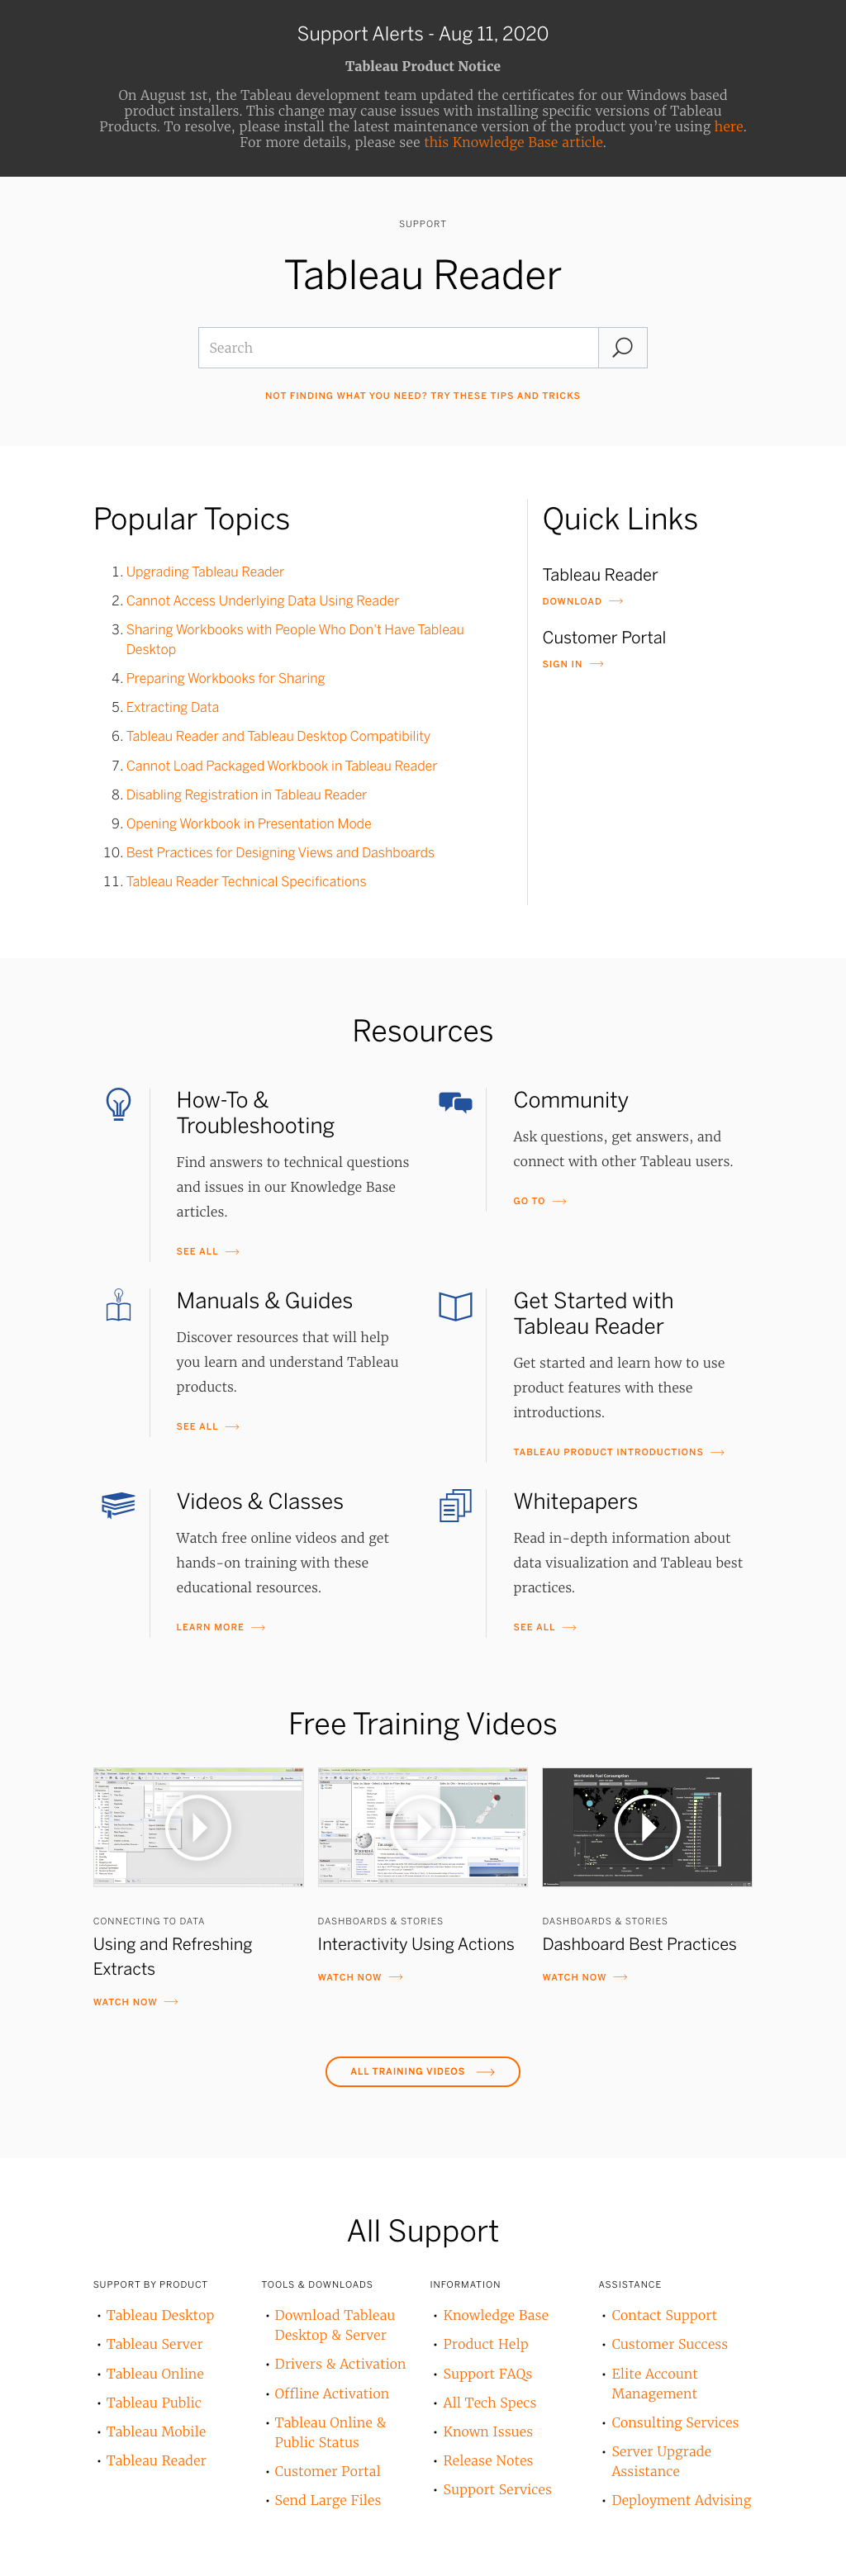 Support Alerts - Aug 11, 2020
Tableau Product Notice
On August 1st, the Tableau development team updated the certificates for our Windows based
product installers. This change may cause issues with installing specific versions of Tableau
Products. To resolve, please install the latest maintenance version of the product you’re using here.
For more details, please see this Knowledge Base article.
SUPPORT
Tableau Reader
Search
NOT FINDING WHAT YOU NEED? TRY THESE TIPS AND TRICKS
Popular Topics
1. Upgrading Tableau Reader
2. Cannot Access Underlying Data Using Reader
3. Sharing Workbooks with People Who Don’t Have Tableau
Desktop
4. Preparing Workbooks for Sharing
5. Extracting Data
6. Tableau Reader and Tableau Desktop Compatibility
7. Cannot Load Packaged Workbook in Tableau Reader
8. Disabling Registration in Tableau Reader
9. Opening Workbook in Presentation Mode
10. Best Practices for Designing Views and Dashboards
11. Tableau Reader Technical Specifications
Quick Links
Tableau Reader
DOWNLOAD
Customer Portal
SIGN IN
Resources
How-To &
Troubleshooting
Find answers to technical questions
and issues in our Knowledge Base
articles.
SEE ALL
Community
Ask questions, get answers, and
connect with other Tableau users.
GO TO
Manuals & Guides
Discover resources that will help
you learn and understand Tableau
products.
SEE ALL
Get Started with
Tableau Reader
Get started and learn how to use
product features with these
introductions.
TABLEAU PRODUCT INTRODUCTIONS
Videos & Classes
Watch free online videos and get
hands-on training with these
educational resources.
LEARN MORE
Whitepapers
Read in-depth information about
data visualization and Tableau best
practices.
SEE ALL
Free Training Videos
Worldwide Fuel Consumption
CONNECTING TO DATA
Using and Refreshing
Extracts
WATCH NOW
DASHBOARDS & STORIES
Interactivity Using Actions
WATCH NOW
DASHBOARDS & STORIES
Dashboard Best Practices
WATCH NOW
ALL TRAINING VIDEOS
All Support
SUPPORT BY PRODUCT
• Tableau Desktop
• Tableau Server
• Tableau Online
• Tableau Public
• Tableau Mobile
• Tableau Reader
TOOLS & DOWNLOADS
• Download Tableau
Desktop & Server
• Drivers & Activation
• Offline Activation
• Tableau Online &
Public Status
• Customer Portal
• Send Large Files
INFORMATION
• Knowledge Base
• Product Help
• Support FAQs
• All Tech Specs
• Known Issues
• Release Notes
• Support Services
ASSISTANCE
• Contact Support
• Customer Success
• Elite Account
Management
• Consulting Services
• Server Upgrade
Assistance
• Deployment Advising